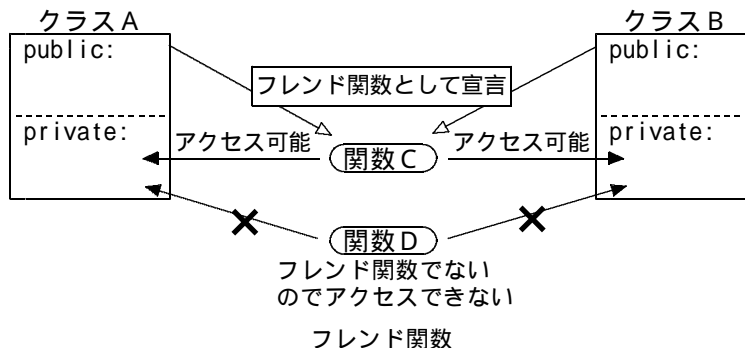 クラスA
クラスB
public:
public:
フレンド関数として宣言
private:
private:
アクセス可能
アクセス可能
関数C
関数D
フレンド関数でない
のでアクセスできない
フレンド関数